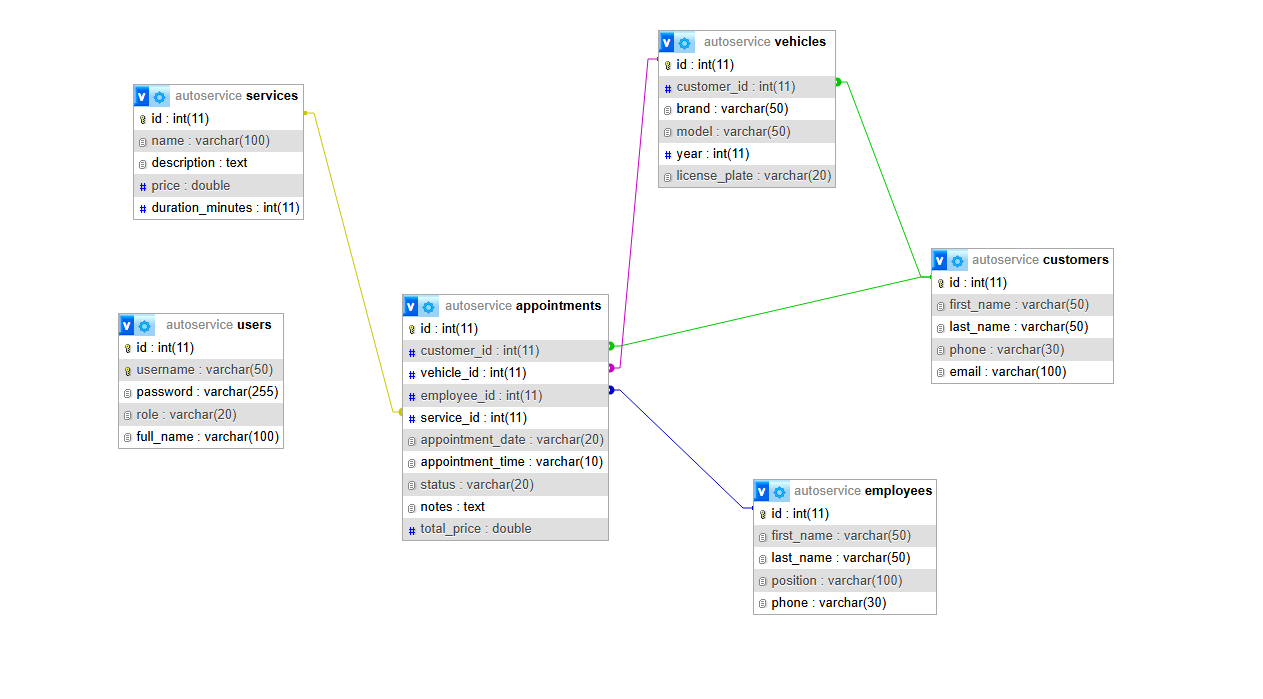 V autoservice services
id : int(11)
name : varchar(100)
description : text
# price : double
# duration_minutes : int(11)
V autoservice users
id : int(11)
username : varchar(50)
password : varchar(255)
role : varchar(20)
full_name : varchar(100)
V autoservice appointments
id : int(11)
# customer_id : int(11)
# vehicle_id : int(11)
# employee_id : int(11)
# service_id : int(11)
appointment_date : varchar(20)
appointment_time : varchar(10)
status : varchar(20)
notes : text
# total_price : double
V autoservice vehicles
id : int(11)
# customer_id : int(11)
brand : varchar(50)
model : varchar(50)
# year : int(11)
license_plate : varchar(20)
V autoservice customers
id : int(11)
first_name : varchar(50)
last_name : varchar(50)
phone : varchar(30)
email : varchar(100)
V autoservice employees
id : int(11)
first_name : varchar(50)
last_name : varchar(50)
position : varchar(100)
phone : varchar(30)